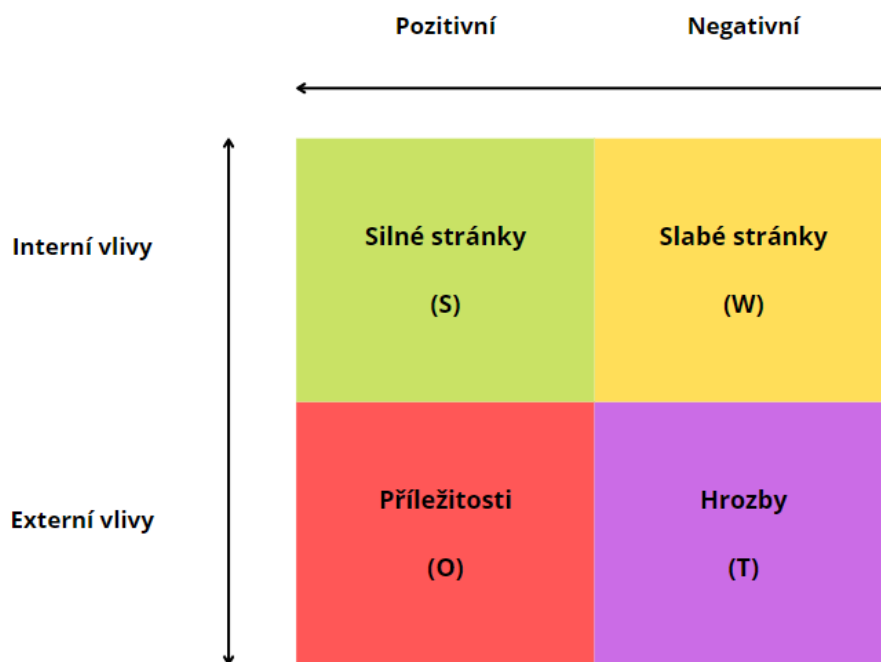 Pozitivní
Negativní
Interní vlivy
Silné stránky
(S)
Slabé stránky
(W)
Externí vlivy
Příležitosti
(O)
Hrozby
(T)